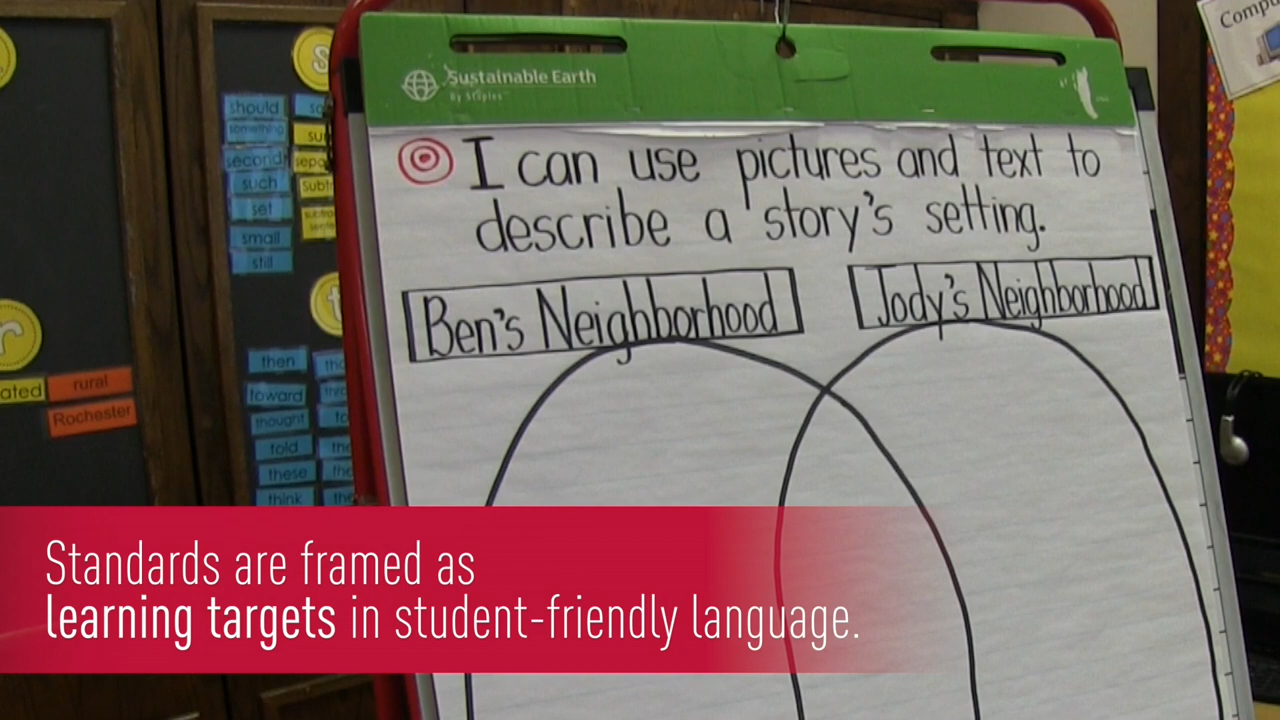 Sustainable Earth
By Staples
I can use pictures and text to
describe a story's setting.
Ben's Neighborhood
Jody's Neighborhood
should
something
second
such
set
small
still
then
toward
thought
told
these
think
rural
Rochester
Standards are framed as
learning targets in student-friendly language.